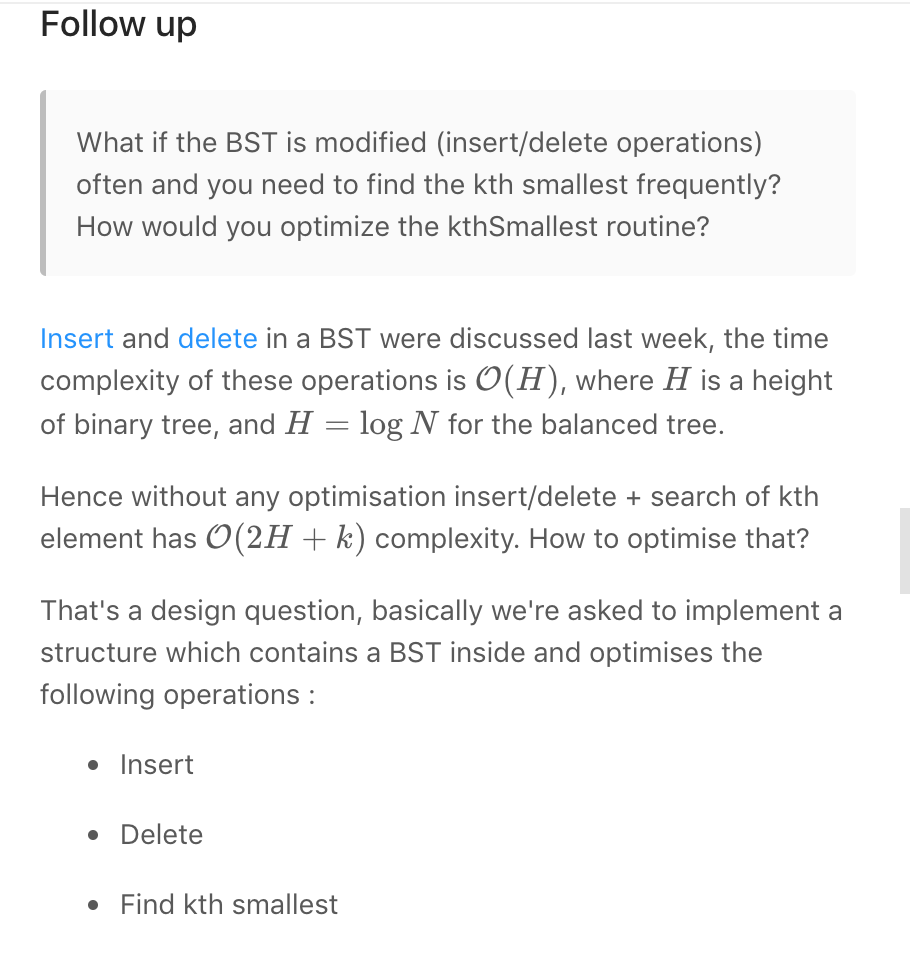 Follow up
What if the BST is modified (insert/delete operations)
often and you need to find the kth smallest frequently?
How would you optimize the kthSmallest routine?
Insert and delete in a BST were discussed last week, the time
complexity of these operations is 𝒪(H), where H is a height
of binary tree, and H = log N for the balanced tree.
Hence without any optimisation insert/delete + search of kth
element has 𝒪(2H + k) complexity. How to optimise that?
That's a design question, basically we're asked to implement a
structure which contains a BST inside and optimises the
following operations :
• Insert
• Delete
• Find kth smallest